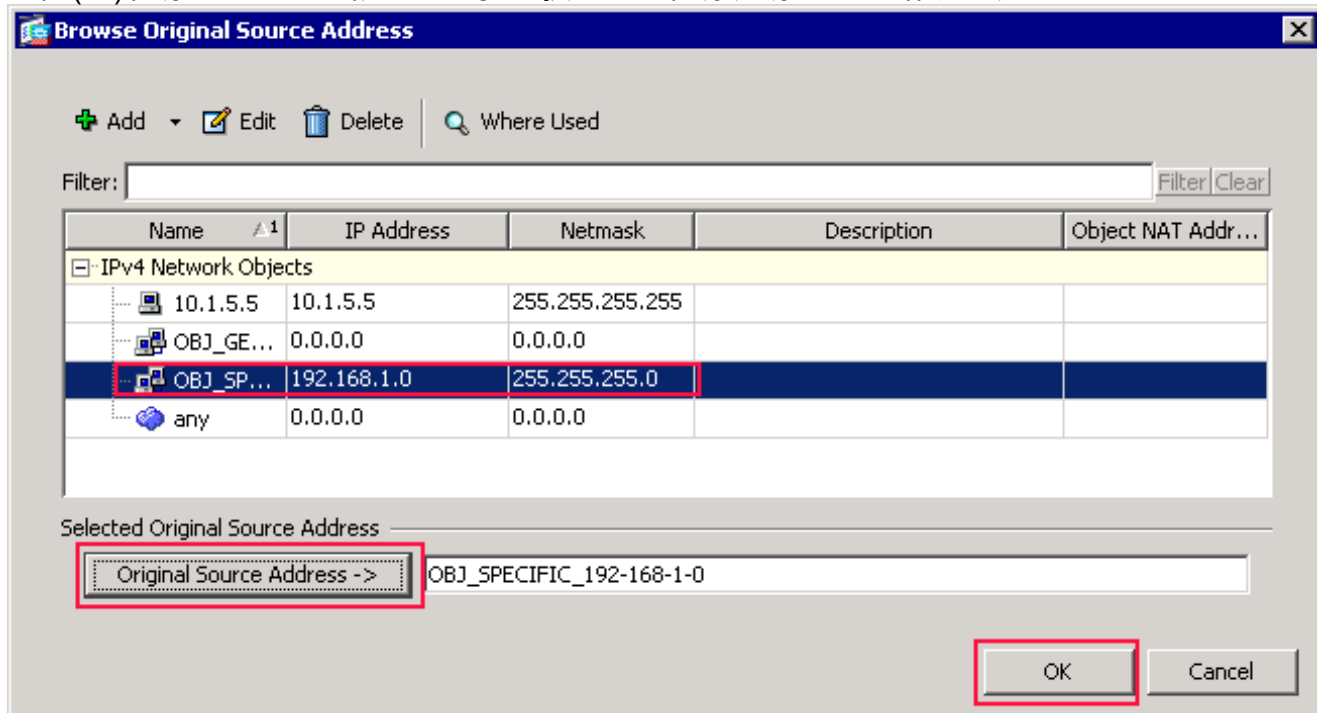 Browse Original Source Address
Add Edit Delete Where Used
Filter: Filter Clear
Name 1 IP Address Netmask Description Object NAT Addr...
IPv4 Network Objects
10.1.5.5 10.1.5.5 255.255.255.255
OBJ_GE... 0.0.0.0 0.0.0.0
OBJ_SP... 192.168.1.0 255.255.255.0
any 0.0.0.0 0.0.0.0
Selected Original Source Address
Original Source Address -> OBJ_SPECIFIC_192-168-1-0
OK Cancel